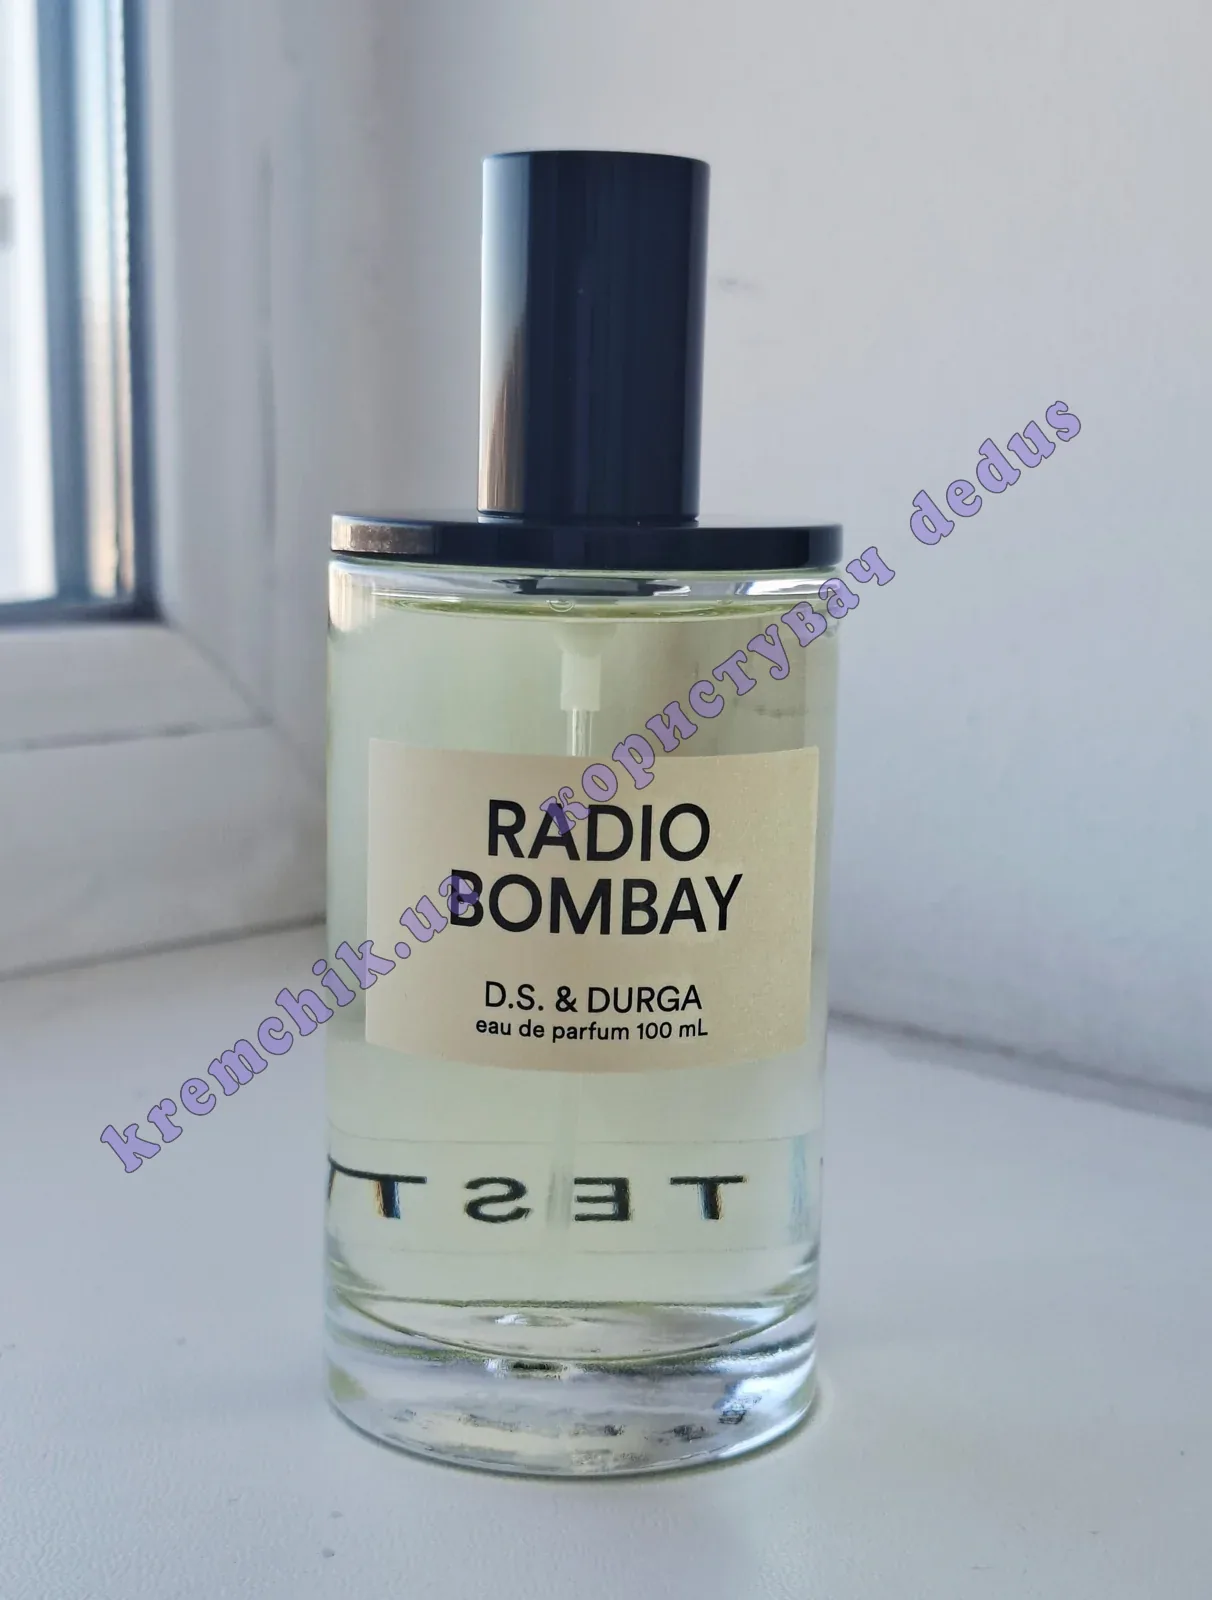 RADIO
BOMBAY
D.S. & DURGA
eau de parfum 100 mL
TEST
kremchik.ua користувач dedus